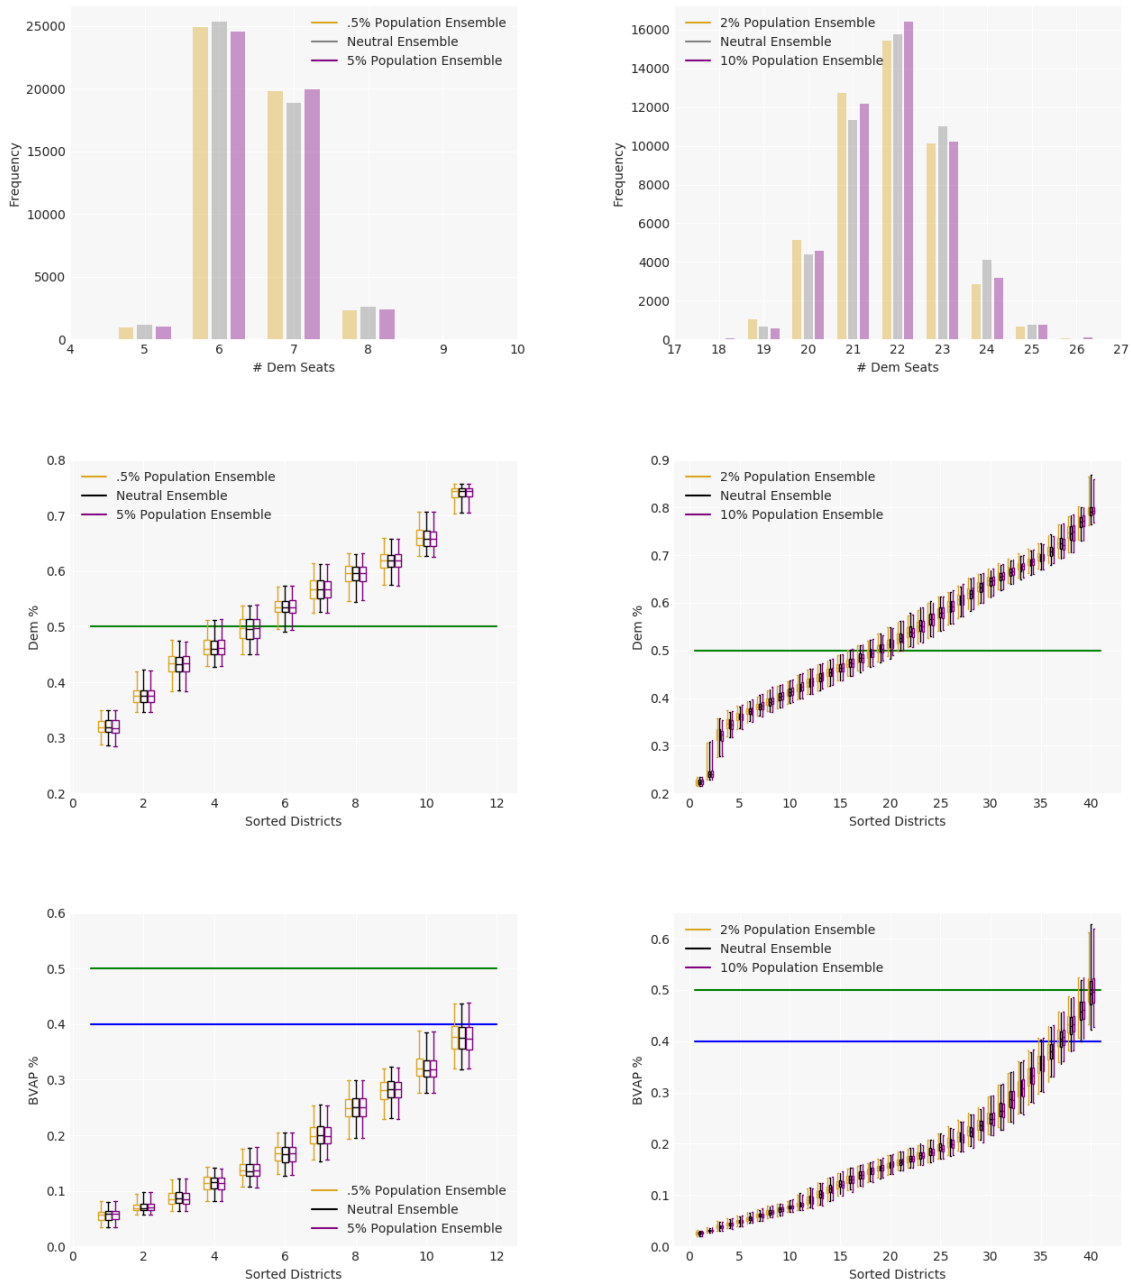 .5% Population Ensemble
Neutral Ensemble
5% Population Ensemble
25000
20000
15000
10000
5000
0
Frequency
4 5 6 7 8 9 10
# Dem Seats
2% Population Ensemble
Neutral Ensemble
10% Population Ensemble
16000
14000
12000
10000
8000
6000
4000
2000
0
Frequency
17 18 19 20 21 22 23 24 25 26 27
# Dem Seats
.5% Population Ensemble
Neutral Ensemble
5% Population Ensemble
0.8
0.7
0.6
0.5
0.4
0.3
0.2
Dem %
0 2 4 6 8 10 12
Sorted Districts
2% Population Ensemble
Neutral Ensemble
10% Population Ensemble
0.9
0.8
0.7
0.6
0.5
0.4
0.3
0.2
Dem %
0 5 10 15 20 25 30 35 40
Sorted Districts
0.6
0.5
0.4
0.3
0.2
0.1
0.0
BVAP %
.5% Population Ensemble
Neutral Ensemble
5% Population Ensemble
0 2 4 6 8 10 12
Sorted Districts
2% Population Ensemble
Neutral Ensemble
10% Population Ensemble
0.6
0.5
0.4
0.3
0.2
0.1
0.0
BVAP %
0 5 10 15 20 25 30 35 40
Sorted Districts